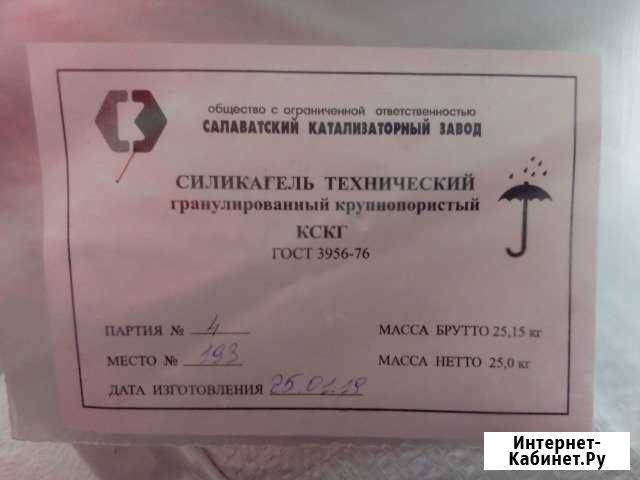 общество с ограниченной ответственностью
САЛАВАТСКИЙ КАТАЛИЗАТОРНЫЙ ЗАВОД
СИЛИКАГЕЛЬ ТЕХНИЧЕСКИЙ
гранулированный крупнопористый
КСКГ
ГОСТ 3956-76
ПАРТИЯ № 4
МАССА БРУТТО 25,15 кг
МЕСТО № 193
МАССА НЕТТО 25,0 кг
ДАТА ИЗГОТОВЛЕНИЯ 25.01.19
Интернет-
Кабинет.Ру